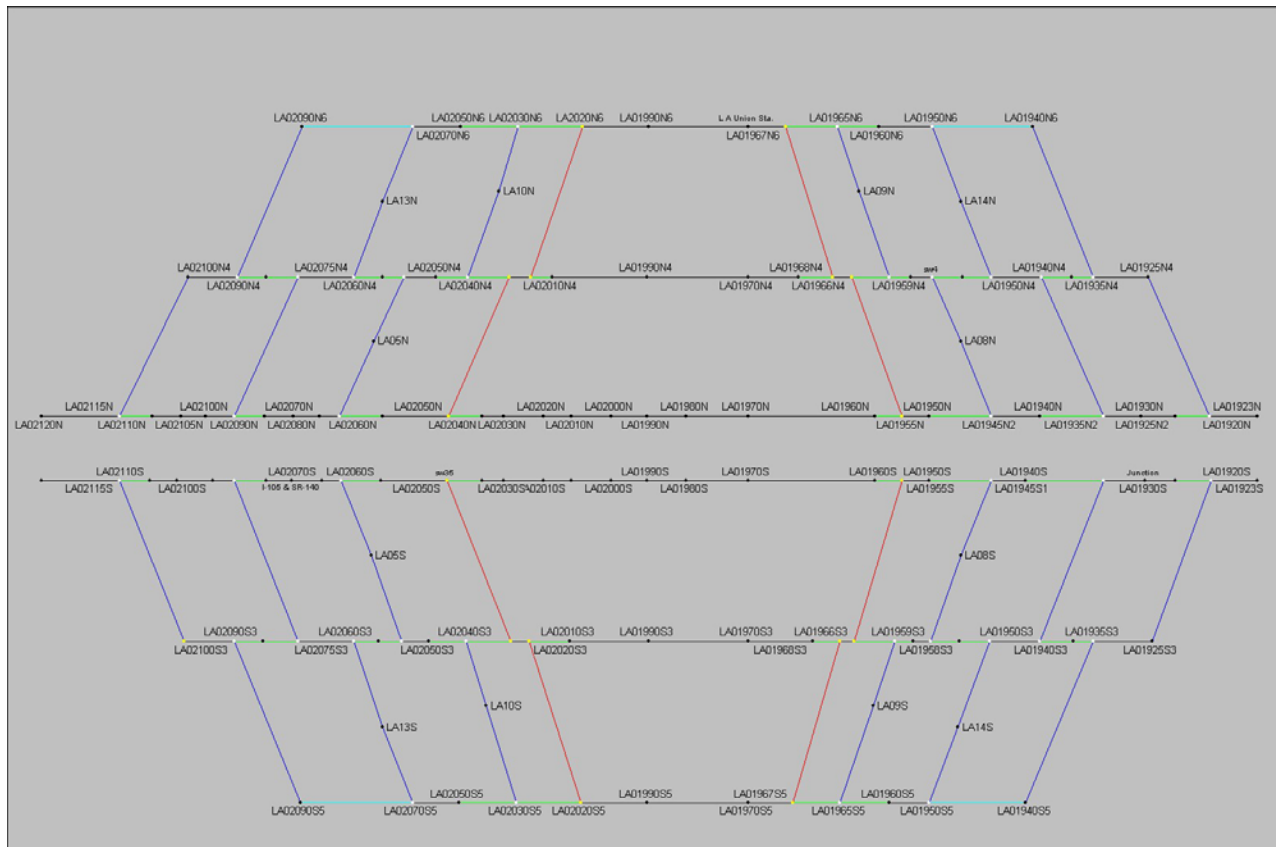 LA02090N6 LA02050N6 LA02030N6 LA2020N6 LA01990N6 L A Union Sta. LA01965N6 LA01950N6 LA01940N6
LA02070N6 LA01967N6 LA01960N6
LA13N LA10N LA09N LA14N
LA02100N4 LA02075N4 LA02050N4 LA01990N4 LA01968N4 LA01940N4 LA01925N4
LA02090N4 LA02060N4 LA02040N4 LA02010N4 LA01970N4 LA01966N4 LA01959N4 LA01950N4 LA01935N4
LA05N LA08N
LA02115N LA02100N LA02070N LA02050N LA02020N LA02000N LA01980N LA01970N LA01960N LA01950N LA01940N LA01930N LA01923N
LA02120N LA02110N LA02105N LA02090N LA02080N LA02060N LA02040N LA02030N LA02010N LA01990N LA01955N LA01945N2 LA01935N2 LA01925N2 LA01920N
LA02110S LA02070S LA02060S sw35 LA01990S LA01970S LA01960S LA01950S LA01940S Junction LA01920S
LA02115S LA02100S I-105 & SR-140 LA02050S LA02030S LA02010S LA02000S LA01980S LA01955S LA01945S1 LA01930S LA01923S
LA05S LA08S
LA02090S3 LA02060S3 LA02040S3 LA02010S3 LA01990S3 LA01970S3 LA01966S3 LA01959S3 LA01950S3 LA01935S3
LA02100S3 LA02075S3 LA02050S3 LA02020S3 LA01968S3 LA01958S3 LA01940S3 LA01925S3
LA13S LA10S LA09S LA14S
LA02050S5 LA01990S5 LA01967S5 LA01960S5
LA02090S5 LA02070S5 LA02030S5 LA02020S5 LA01970S5 LA01965S5 LA01950S5 LA01940S5